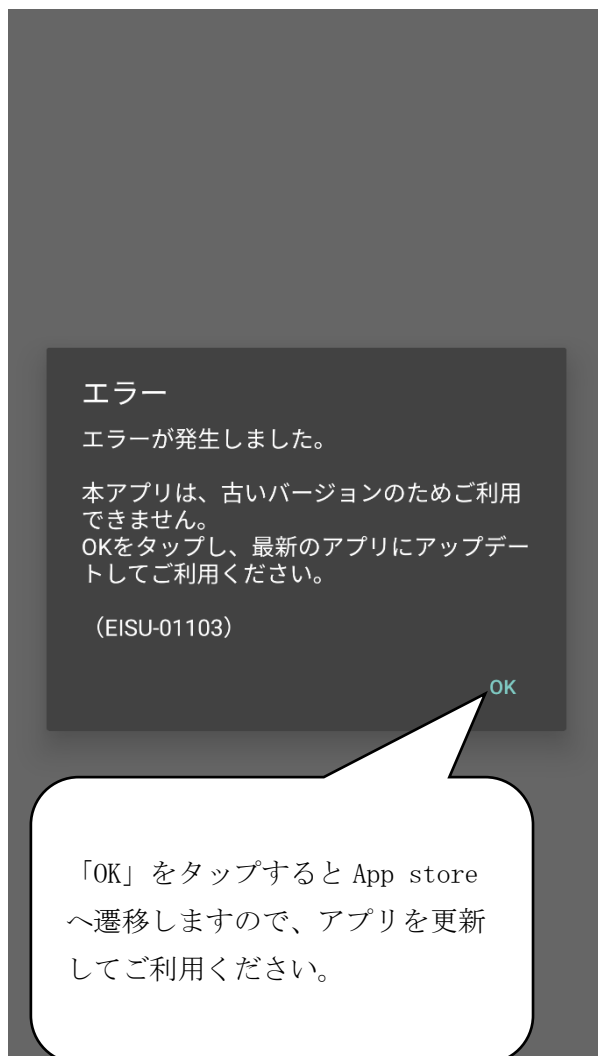 エラー
エラーが発生しました。
本アプリは、古いバージョンのためご利用
できません。
OKをタップし、最新のアプリにアップデー
トしてご利用ください。
（EISU-01103）
OK
「OK」をタップすると App store
へ遷移しますので、アプリを更新
してご利用ください。